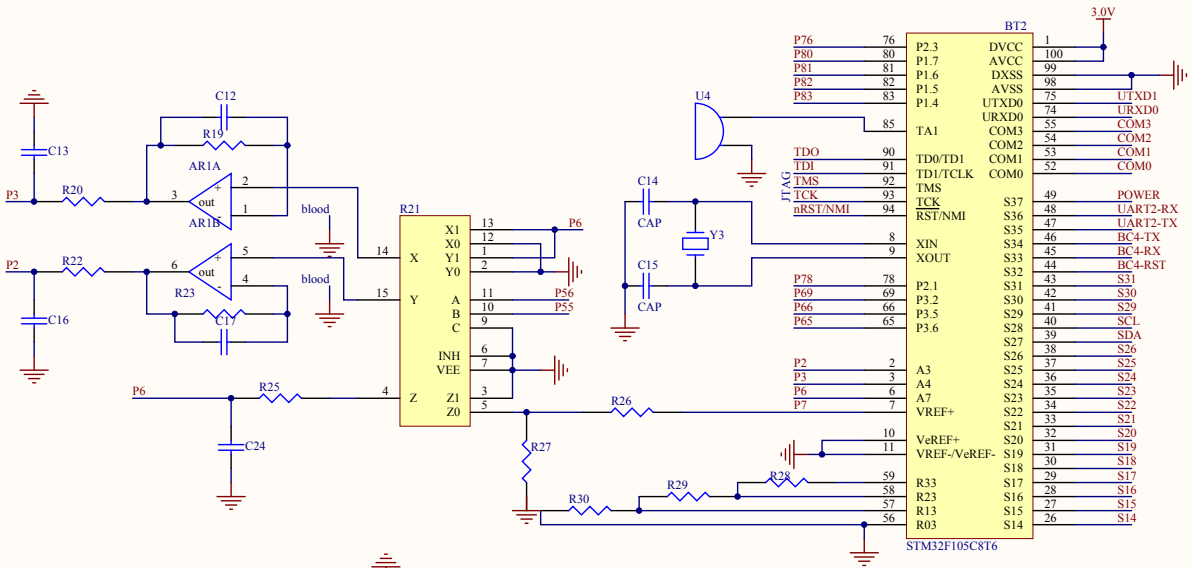 3.0V
BT2
P76 76 P2.3 DVCC 1
P80 80 P1.7 AVCC 100
P81 81 P1.6 DXSS 99
P82 82 P1.5 AVSS 98
P83 83 P1.4 UTXD0 75 UTXD1
URXD0 74 URXD0
85 TA1 COM3 55 COM3
COM2 54 COM2
TDO 90 TD0/TD1 COM1 53 COM1
TDI 91 TD1/TCLK COM0 52 COM0
TMS 92 TMS
TCK 93 TCK S37 49 POWER
nRST/NMI 94 RST/NMI S36 48 UART2-RX
JTAG
S35 47 UART2-TX
8 XIN S34 46 BC4-TX
9 XOUT S33 45 BC4-RX
S32 44 BC4-RST
P78 78 P2.1 S31 43 S31
P69 69 P3.2 S30 42 S30
P66 66 P3.5 S29 41 S29
P65 65 P3.6 S28 40 SCL
S27 39 SDA
S26 38 S26
P2 2 A3 S25 37 S25
P3 3 A4 S24 36 S24
P6 6 A7 S23 35 S23
P7 7 VREF+ S22 34 S22
S21 33 S21
10 VeREF+ S20 32 S20
11 VREF-/VeREF- S19 31 S19
S18 30 S18
59 R33 S17 29 S17
58 R23 S16 28 S16
57 R13 S15 27 S15
56 R03 S14 26 S14
STM32F105C8T6
U4
C14
CAP
Y3
C15
CAP
C12
R19
C13
AR1A
P3 R20 3 out + - 2 1
AR1B
blood
P2 R22 6 out + - 5 4
blood
R23
C17
C16
R21
X1 13 P6
X0 12
14 X Y1 1
Y0 2
15 Y A 11 P56
B 10 P55
C 9
INH 6
VEE 7
P6 R25 4 Z Z1 3
Z0 5
C24
R26
R27
R28
R29
R30